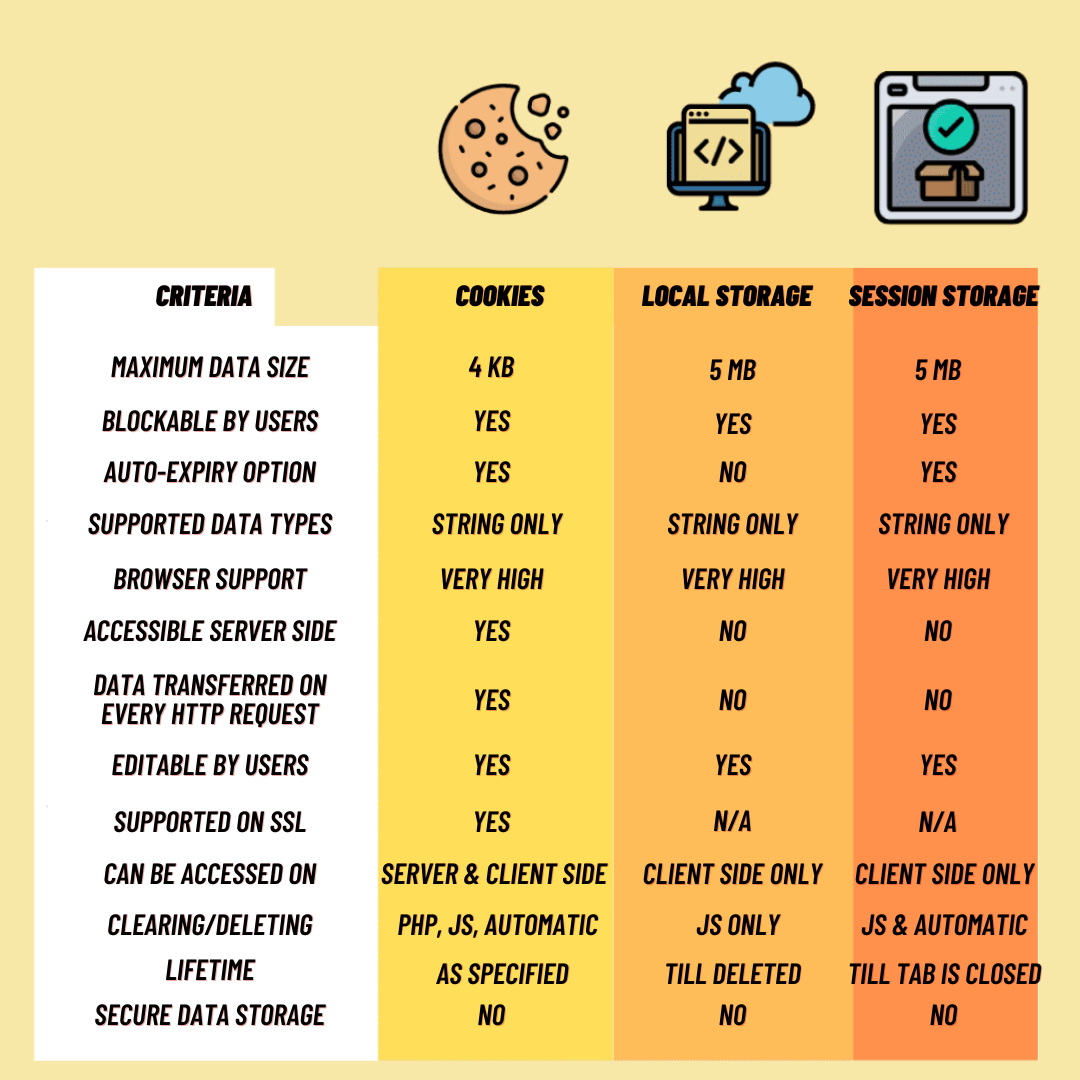 CRITERIA COOKIES LOCAL STORAGE SESSION STORAGE
MAXIMUM DATA SIZE 4 KB 5 MB 5 MB
BLOCKABLE BY USERS YES YES YES
AUTO-EXPIRY OPTION YES NO YES
SUPPORTED DATA TYPES STRING ONLY STRING ONLY STRING ONLY
BROWSER SUPPORT VERY HIGH VERY HIGH VERY HIGH
ACCESSIBLE SERVER SIDE YES NO NO
DATA TRANSFERRED ON
EVERY HTTP REQUEST YES NO NO
EDITABLE BY USERS YES YES YES
SUPPORTED ON SSL YES N/A N/A
CAN BE ACCESSED ON SERVER & CLIENT SIDE CLIENT SIDE ONLY CLIENT SIDE ONLY
CLEARING/DELETING PHP, JS, AUTOMATIC JS ONLY JS & AUTOMATIC
LIFETIME AS SPECIFIED TILL DELETED TILL TAB IS CLOSED
SECURE DATA STORAGE NO NO NO